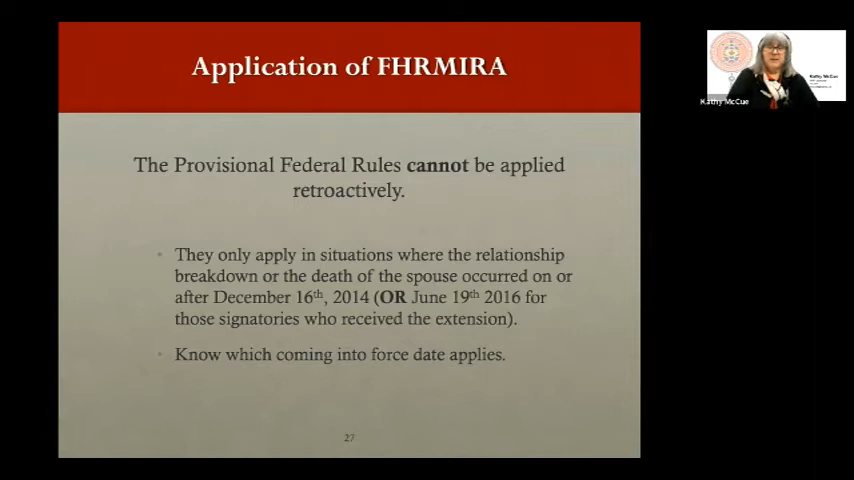 Application of FHRMIRA
The Provisional Federal Rules cannot be applied
retroactively.
• They only apply in situations where the relationship
breakdown or the death of the spouse occurred on or
after December 16th, 2014 (OR June 19th 2016 for
those signatories who received the extension).
• Know which coming into force date applies.
27
Kathy McCue
Kathy McCue